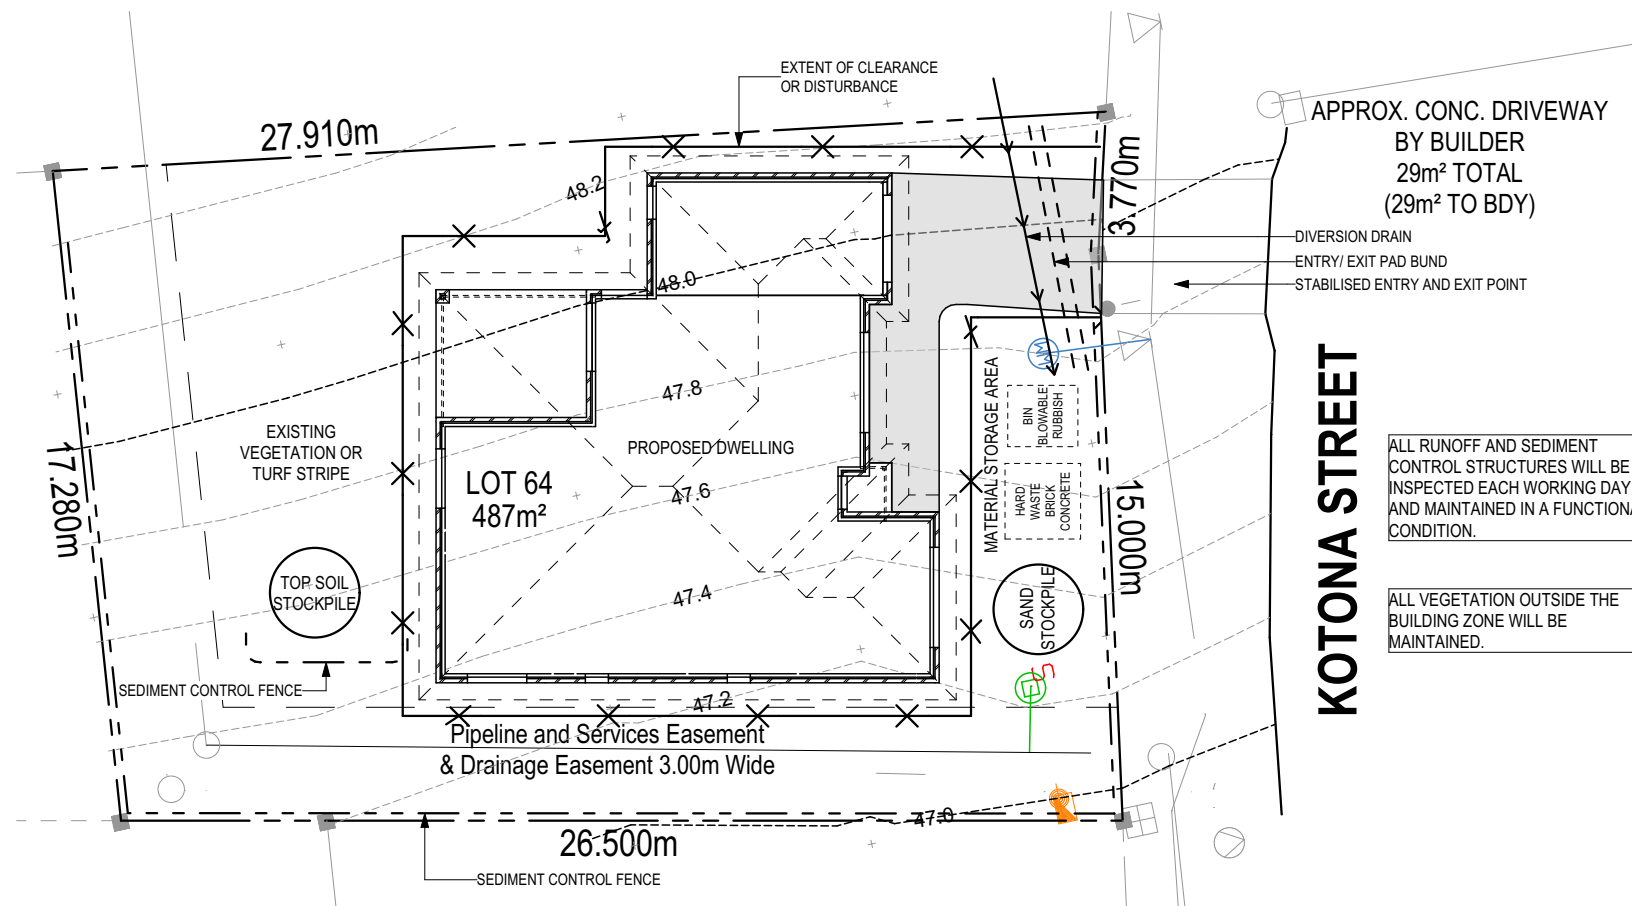 EXTENT OF CLEARANCE
OR DISTURBANCE
27.910m
APPROX. CONC. DRIVEWAY
BY BUILDER
29m² TOTAL
(29m² TO BDY)
3.770m
48.2
DIVERSION DRAIN
ENTRY/ EXIT PAD BUND
STABILISED ENTRY AND EXIT POINT
48.0
WM
47.8
MATERIAL STORAGE AREA
BIN
BLOWABLE
RUBBISH
EXISTING
VEGETATION OR
TURF STRIPE
PROPOSED DWELLING
KOTONA STREET
ALL RUNOFF AND SEDIMENT
CONTROL STRUCTURES WILL BE
INSPECTED EACH WORKING DAY
AND MAINTAINED IN A FUNCTIONA
CONDITION.
17.280m
LOT 64
487m²
47.6
HARD
WASTE
BRICK
CONCRETE
15.000m
TOP SOIL
STOCKPILE
47.4
SAND
STOCKPILE
ALL VEGETATION OUTSIDE THE
BUILDING ZONE WILL BE
MAINTAINED.
SEDIMENT CONTROL FENCE
S
47.2
Pipeline and Services Easement
& Drainage Easement 3.00m Wide
47.0
26.500m
SEDIMENT CONTROL FENCE